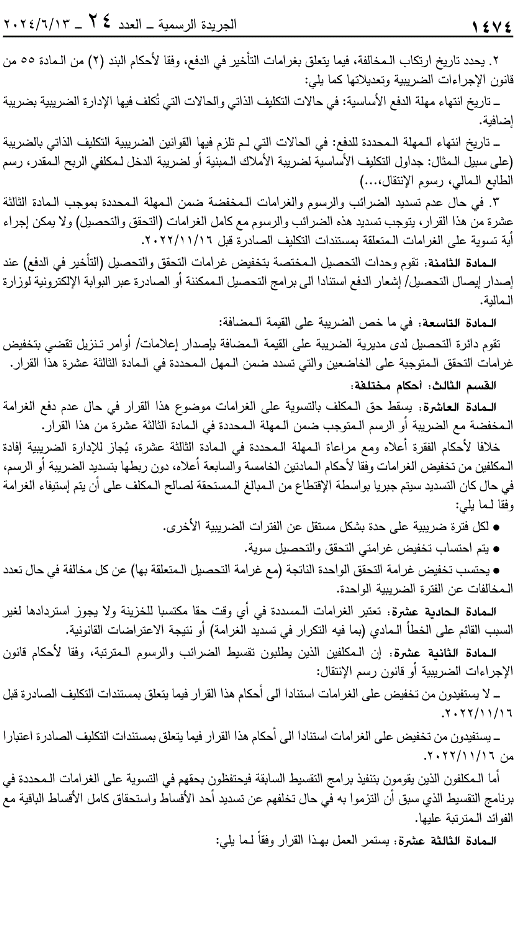 ١٤٧٤
الجريدة الرسمية ــ العدد ٢٤ ــ ٢٠٢٤/٦/١٣
٢. يحدد تاريخ ارتكاب المخالفة، فيما يتعلق بغرامات التأخير في الدفع، وفقا لأحكام البند (٢) من المادة ٥٥ من
قانون الإجراءات الضريبية وتعديلاتها كما يلي:
ــ تاريخ انتهاء مهلة الدفع الأساسية: في حالات التكليف الذاتي والحالات التي تُكلف فيها الإدارة الضريبية بضريبة
إضافية.
ــ تاريخ انتهاء المهلة المحددة للدفع: في الحالات التي لم تلزم فيها القوانين الضريبية التكليف الذاتي بالضريبة
(على سبيل المثال: جداول التكليف الأساسية لضريبة الأملاك المبنية أو لضريبة الدخل لمكلفي الربح المقدر، رسم
الطابع المالي، رسوم الإنتقال،...)
٣. في حال عدم تسديد الضرائب والرسوم والغرامات المخفضة ضمن المهلة المحددة بموجب المادة الثالثة
عشرة من هذا القرار، يتوجب تسديد هذه الضرائب والرسوم مع كامل الغرامات (التحقق والتحصيل) ولا يمكن إجراء
أية تسوية على الغرامات المتعلقة بمستندات التكليف الصادرة قبل ٢٠٢٢/١١/١٦.
المادة الثامنة: تقوم وحدات التحصيل المختصة بتخفيض غرامات التحقق والتحصيل (التأخير في الدفع) عند
إصدار إيصال التحصيل/ إشعار الدفع استنادا الى برامج التحصيل الممكننة أو الصادرة عبر البوابة الإلكترونية لوزارة
المالية.
المادة التاسعة: في ما خص الضريبة على القيمة المضافة:
تقوم دائرة التحصيل لدى مديرية الضريبة على القيمة المضافة بإصدار إعلامات/ أوامر تنزيل تقضي بتخفيض
غرامات التحقق المتوجبة على الخاضعين والتي تسدد ضمن المهل المحددة في المادة الثالثة عشرة هذا القرار.
القسم الثالث: أحكام مختلفة:
المادة العاشرة: يسقط حق المكلف بالتسوية على الغرامات موضوع هذا القرار في حال عدم دفع الغرامة
المخفضة مع الضريبة أو الرسم المتوجب ضمن المهلة المحددة في المادة الثالثة عشرة من هذا القرار.
خلافا لأحكام الفقرة أعلاه ومع مراعاة المهلة المحددة في المادة الثالثة عشرة، يُجاز للإدارة الضريبية إفادة
المكلفين من تخفيض الغرامات وفقا لأحكام المادتين الخامسة والسابعة أعلاه، دون ربطها بتسديد الضريبة أو الرسم،
في حال كان التسديد سيتم جبريا بواسطة الإقتطاع من المبالغ المستحقة لصالح المكلف على أن يتم إستيفاء الغرامة
وفقا لما يلي:
● لكل فترة ضريبية على حدة بشكل مستقل عن الفترات الضريبية الأخرى.
● يتم احتساب تخفيض غرامتي التحقق والتحصيل سوية.
● يحتسب تخفيض غرامة التحقق الواحدة الناتجة (مع غرامة التحصيل المتعلقة بها) عن كل مخالفة في حال تعدد
المخالفات عن الفترة الضريبية الواحدة.
المادة الحادية عشرة: تعتبر الغرامات المسددة في أي وقت حقا مكتسبا للخزينة ولا يجوز استردادها لغير
السبب القائم على الخطأ المادي (بما فيه التكرار في تسديد الغرامة) أو نتيجة الاعتراضات القانونية.
المادة الثانية عشرة: إن المكلفين الذين يطلبون تقسيط الضرائب والرسوم المترتبة، وفقا لأحكام قانون
الإجراءات الضريبية أو قانون رسم الإنتقال:
ــ لا يستفيدون من تخفيض على الغرامات استنادا الى أحكام هذا القرار فيما يتعلق بمستندات التكليف الصادرة قبل
٢٠٢٢/١١/١٦.
ــ يستفيدون من تخفيض على الغرامات استنادا الى أحكام هذا القرار فيما يتعلق بمستندات التكليف الصادرة اعتبارا
من ٢٠٢٢/١١/١٦.
أما المكلفون الذين يقومون بتنفيذ برامج التقسيط السابقة فيحتفظون بحقهم في التسوية على الغرامات المحددة في
برنامج التقسيط الذي سبق أن التزموا به في حال تخلفهم عن تسديد أحد الأقساط واستحقاق كامل الأقساط الباقية مع
الفوائد المترتبة عليها.
المادة الثالثة عشرة: يستمر العمل بهذا القرار وفقاً لما يلي: